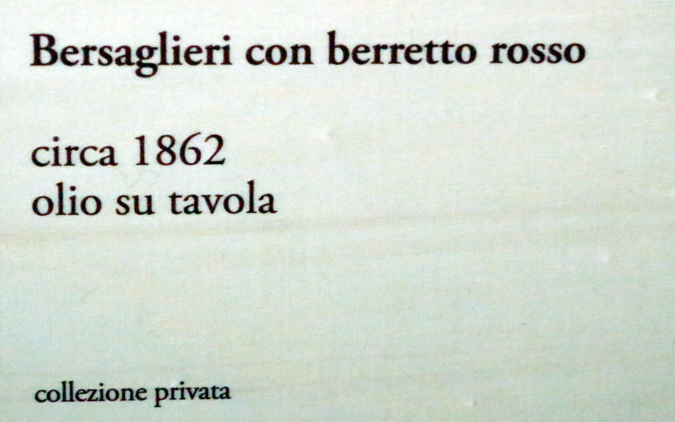 Bersaglieri con berretto rosso
circa 1862
olio su tavola
collezione privata